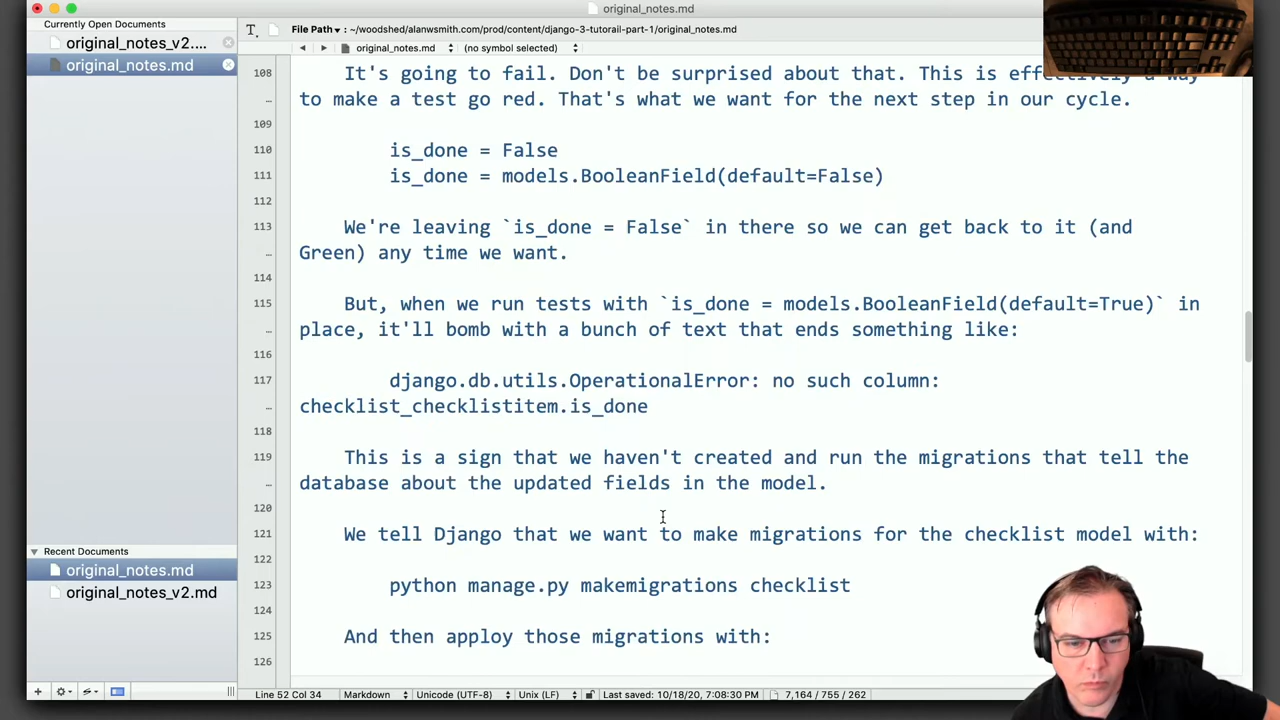 original_notes.md
Currently Open Documents
original_notes_v2....
original_notes.md
File Path ▾ : ~/woodshed/alanwsmith.com/prod/content/django-3-tutorail-part-1/original_notes.md
original_notes.md (no symbol selected)
108 It's going to fail. Don't be surprised about that. This is effectively a way
to make a test go red. That's what we want for the next step in our cycle.
109
110 is_done = False
111 is_done = models.BooleanField(default=False)
112
113 We're leaving `is_done = False` in there so we can get back to it (and
Green) any time we want.
114
115 But, when we run tests with `is_done = models.BooleanField(default=True)` in
place, it'll bomb with a bunch of text that ends something like:
116
117 django.db.utils.OperationalError: no such column:
checklist_checklistitem.is_done
118
119 This is a sign that we haven't created and run the migrations that tell the
database about the updated fields in the model.
120
121 We tell Django that we want to make migrations for the checklist model with:
122
123 python manage.py makemigrations checklist
124
125 And then apploy those migrations with:
126
Recent Documents
original_notes.md
original_notes_v2.md
Line 52 Col 34 Markdown Unicode (UTF-8) Unix (LF) Last saved: 10/18/20, 7:08:30 PM 7,164 / 755 / 262